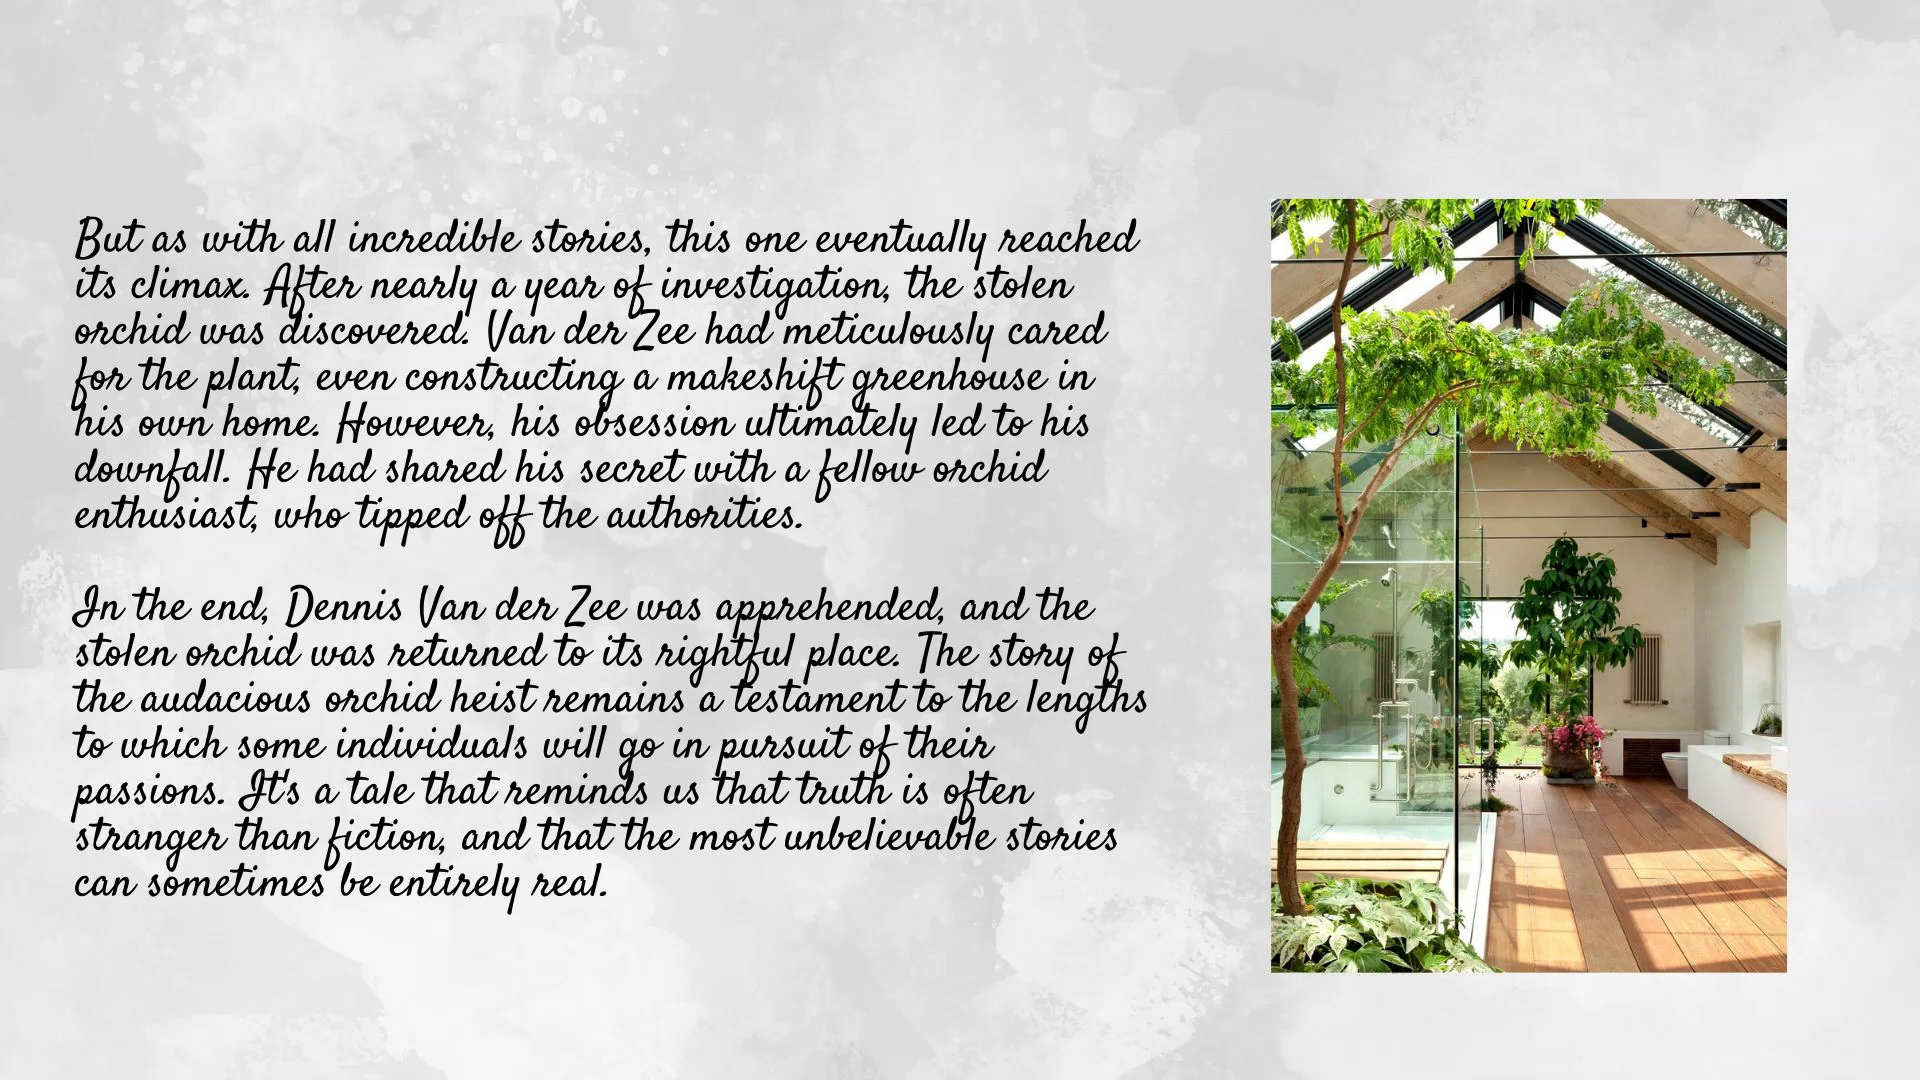 But as with all incredible stories, this one eventually reached
its climax. After nearly a year of investigation, the stolen
orchid was discovered. Van der Zee had meticulously cared
for the plant, even constructing a makeshift greenhouse in
his own home. However, his obsession ultimately led to his
downfall. He had shared his secret with a fellow orchid
enthusiast, who tipped off the authorities.
In the end, Dennis Van der Zee was apprehended, and the
stolen orchid was returned to its rightful place. The story of
the audacious orchid heist remains a testament to the lengths
to which some individuals will go in pursuit of their
passions. It's a tale that reminds us that truth is often
stranger than fiction, and that the most unbelievable stories
can sometimes be entirely real.